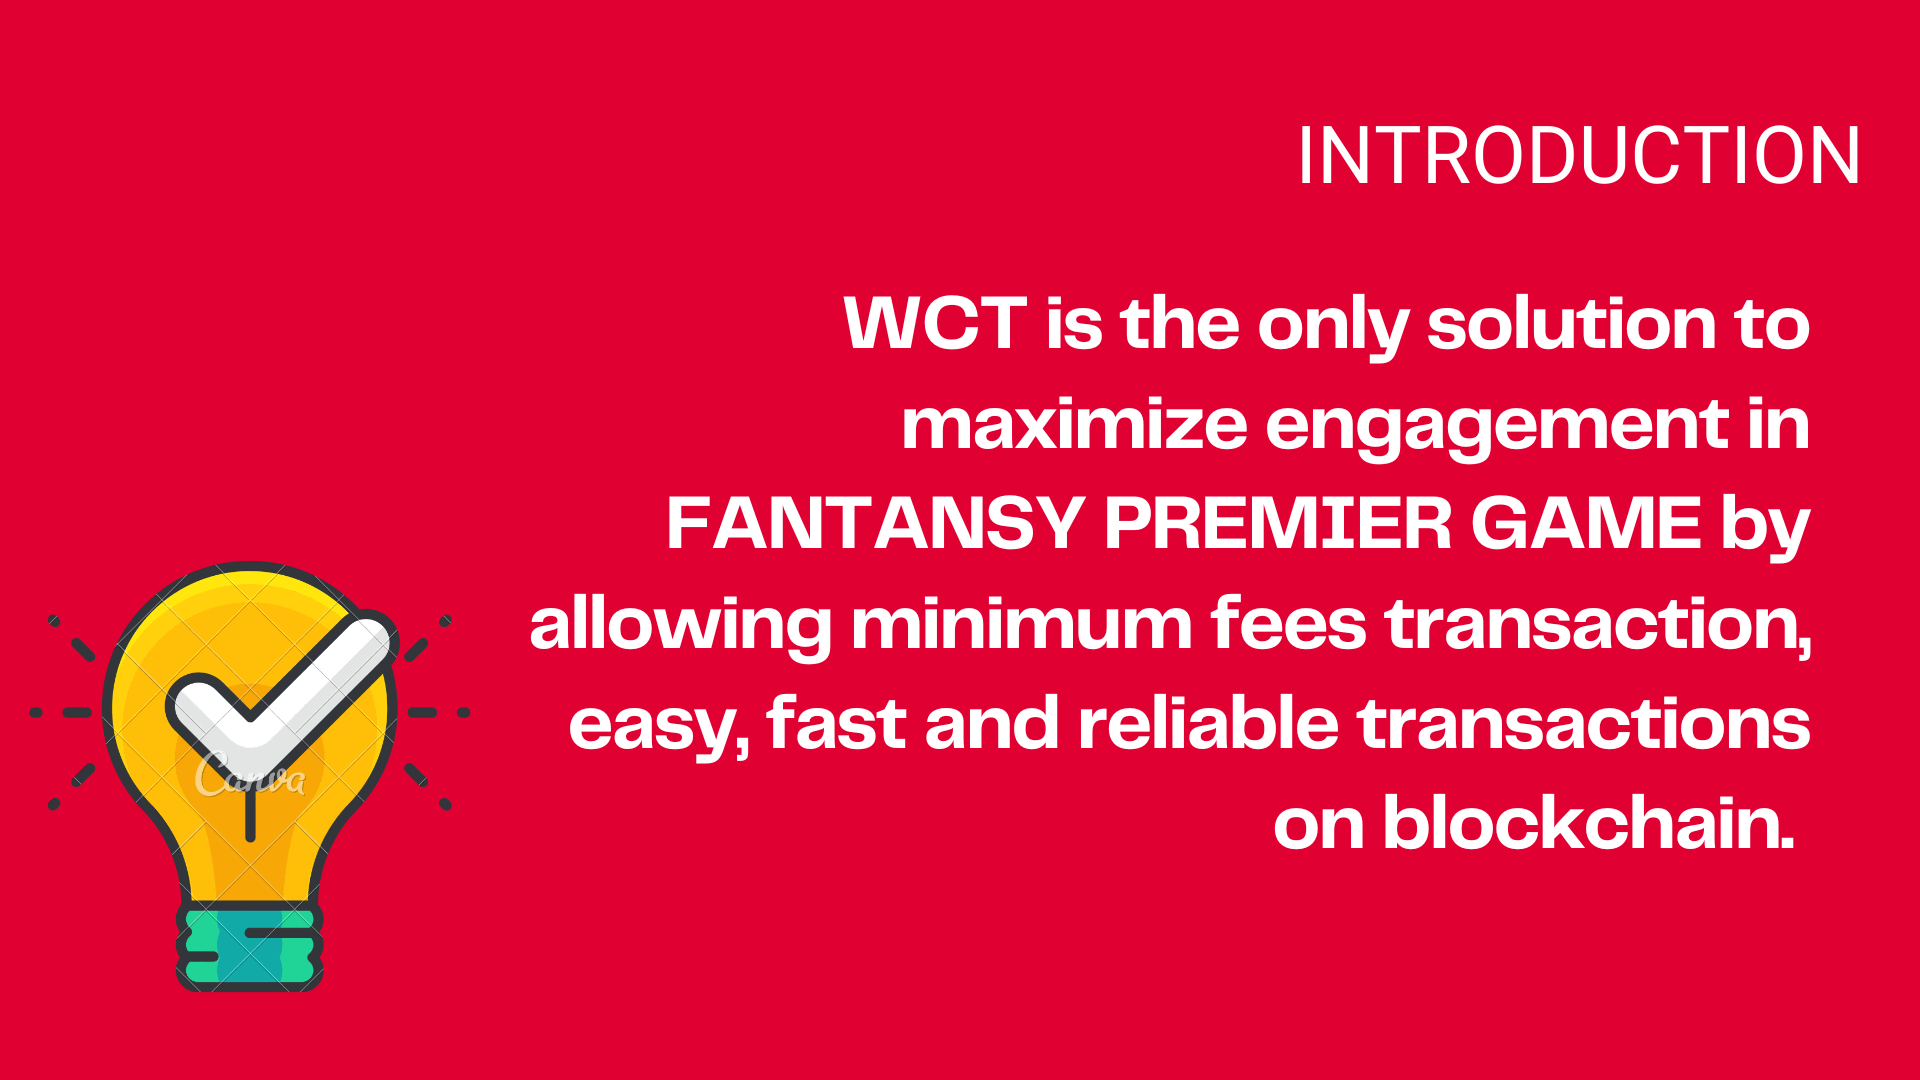 INTRODUCTION
WCT is the only solution to
maximize engagement in
FANTANSY PREMIER GAME by
allowing minimum fees transaction,
easy, fast and reliable transactions
on blockchain.
Canva